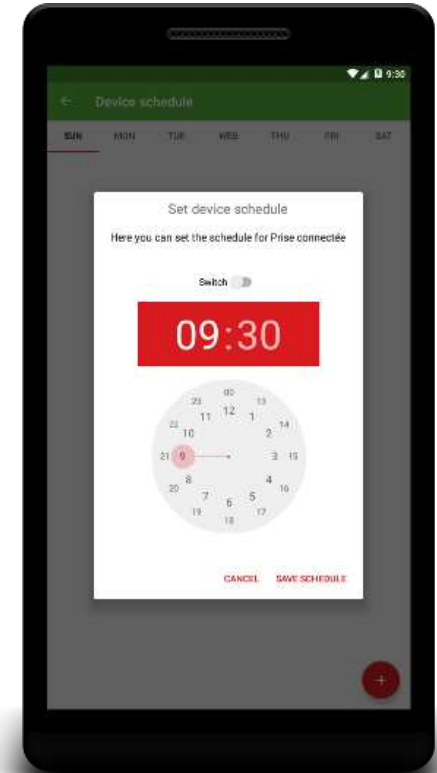 9:30
Device schedule
SUN MON TUE WEB THU FRI SAT
Set device schedule
Here you can set the schedule for Prise connectée
Switch
09:30
00
23 13
12
11 1
22 14
10 2
21 9 3 15
8 4
20 16
7 5
6
19 17
18
CANCEL SAVE SCHEDULE
+